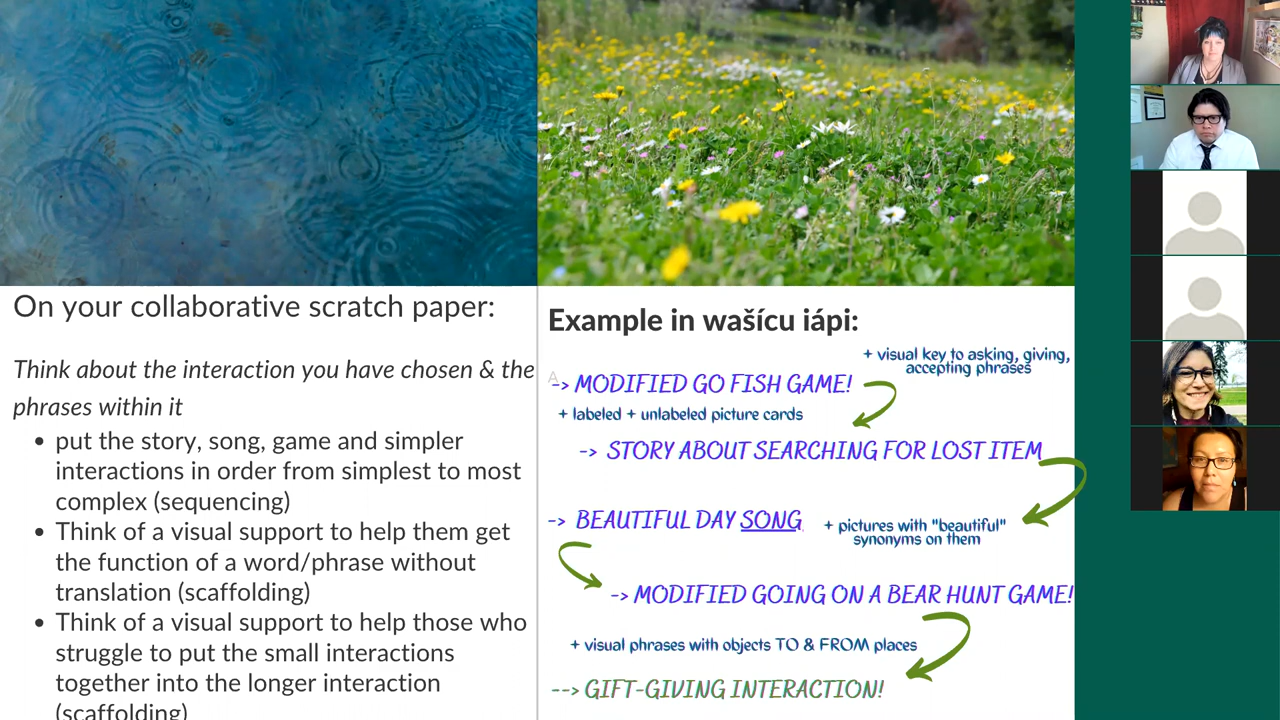 On your collaborative scratch paper:
Think about the interaction you have chosen & the
phrases within it
• put the story, song, game and simpler
interactions in order from simplest to most
complex (sequencing)
• Think of a visual support to help them get
the function of a word/phrase without
translation (scaffolding)
• Think of a visual support to help those who
struggle to put the small interactions
together into the longer interaction
(scaffolding)
Example in wašícu iápi:
+ visual key to asking, giving,
accepting phrases
A
-> MODIFIED GO FISH GAME!
+ labeled + unlabeled picture cards
-> STORY ABOUT SEARCHING FOR LOST ITEM
-> BEAUTIFUL DAY SONG
+ pictures with "beautiful"
synonyms on them
-> MODIFIED GOING ON A BEAR HUNT GAME!
+ visual phrases with objects TO & FROM places
--> GIFT-GIVING INTERACTION!